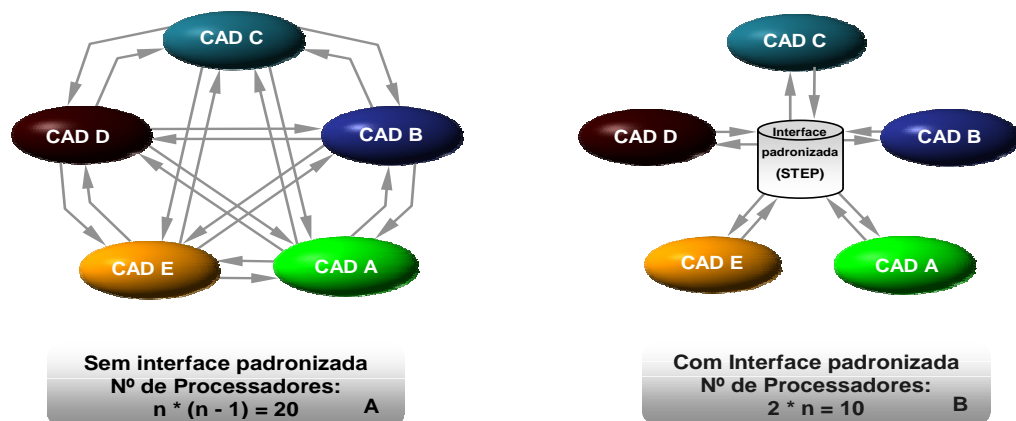 CAD C
CAD D
CAD B
CAD E
CAD A
Sem interface padronizada
Nº de Processadores:
n * (n - 1) = 20
A
CAD C
CAD D
Interface
padronizada
(STEP)
CAD B
CAD E
CAD A
Com Interface padronizada
Nº de Processadores:
2 * n = 10
B